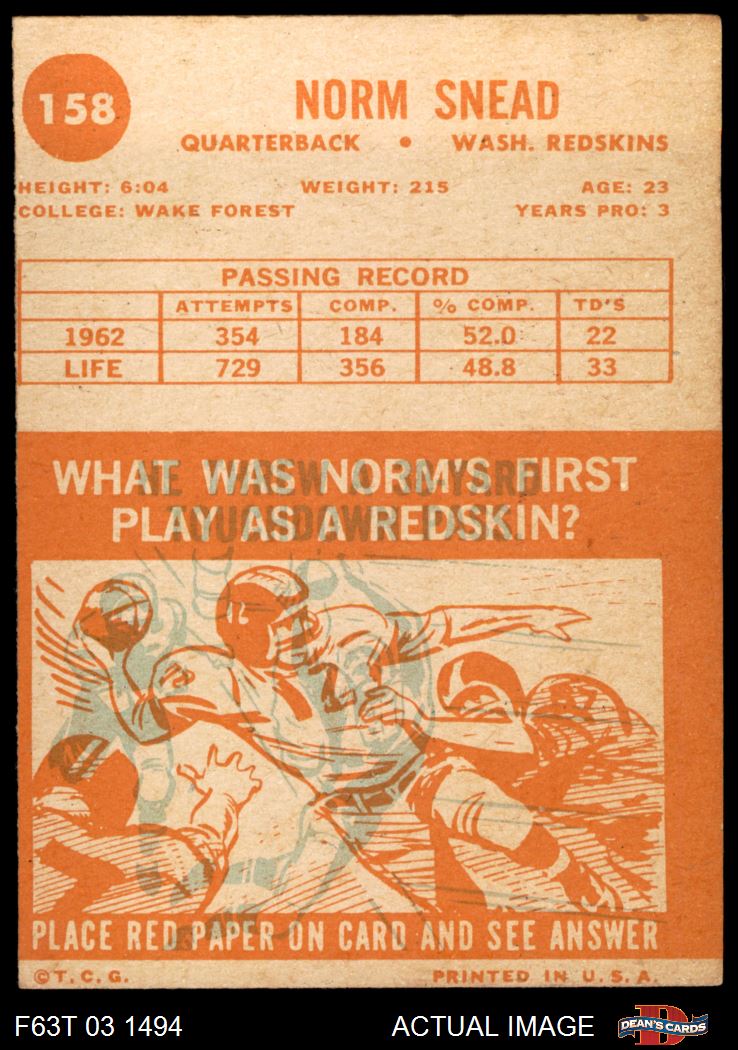 158
NORM SNEAD
QUARTERBACK • WASH. REDSKINS
HEIGHT: 6:04 WEIGHT: 215 AGE: 23
COLLEGE: WAKE FOREST YEARS PRO: 3
PASSING RECORD
ATTEMPTS COMP. % COMP. TD'S
1962 354 184 52.0 22
LIFE 729 356 48.8 33
WHAT WAS NORM'S FIRST
PLAY AS A REDSKIN?
HE THREW A
TOUCHDOWN
PLACE RED PAPER ON CARD AND SEE ANSWER
©T.C.G. PRINTED IN U.S.A.
F63T 03 1494 ACTUAL IMAGE DEAN'S CARDS